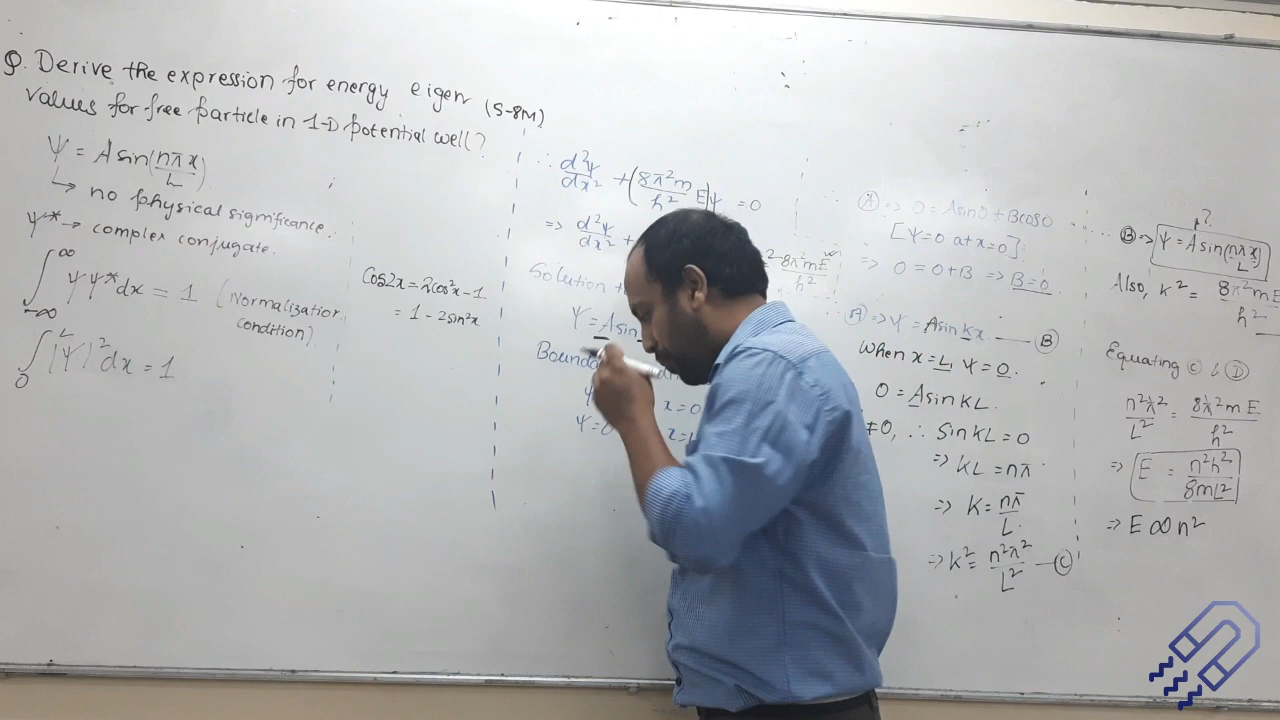 Q. Derive the expression for energy eigen (5-8M)
values for free particle in 1-D potential well?
Ψ = A sin(nπx/L)
↳ no physical significance.
Ψ* → complex conjugate.
∫_{-∞}^{∞} ΨΨ* dx = 1 (Normalization
condition)
∫_0^L |Ψ|² dx = 1
Cos2x = 2cos²x - 1
= 1 - 2sin²x
∴ d²Ψ/dx² + (8π²m/h² E)Ψ = 0
⇒ d²Ψ/dx² +
= 8π²mE/h²
Solution
Ψ = A sin
Ψ = 0 x = L
x = 0
Ⓐ ⇒ 0 = A sin0 + B cos0
[Ψ=0 at x=0]
⇒ 0 = 0 + B ⇒ B = 0
Ⓐ ⇒ Ψ = A sin kx — Ⓑ
When x = L, Ψ = 0.
0 = A sin KL.
≠0, ∴ Sin KL = 0
⇒ KL = nπ
⇒ K = nπ/L.
⇒ K² = n²π²/L² — Ⓒ
?
Ⓑ ⇒ Ψ = A sin(nπx/L)
Also, K² = 8π²mE/h²
Equating Ⓒ & Ⓓ
n²π²/L² = 8π²mE/h²
⇒ E = n²h²/8mL²
⇒ E ∝ n²